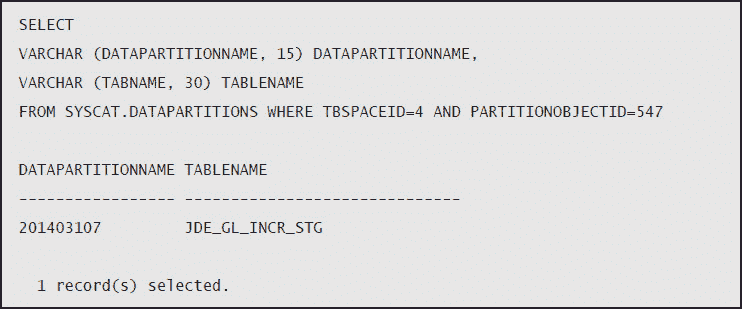 SELECT
VARCHAR (DATAPARTITIONNAME, 15) DATAPARTITIONNAME,
VARCHAR (TABNAME, 30) TABLENAME
FROM SYSCAT.DATAPARTITIONS WHERE TBSPACEID=4 AND PARTITIONOBJECTID=547
DATAPARTITIONNAME TABLENAME
----------------- ------------------------------
201403107 JDE_GL_INCR_STG
1 record(s) selected.